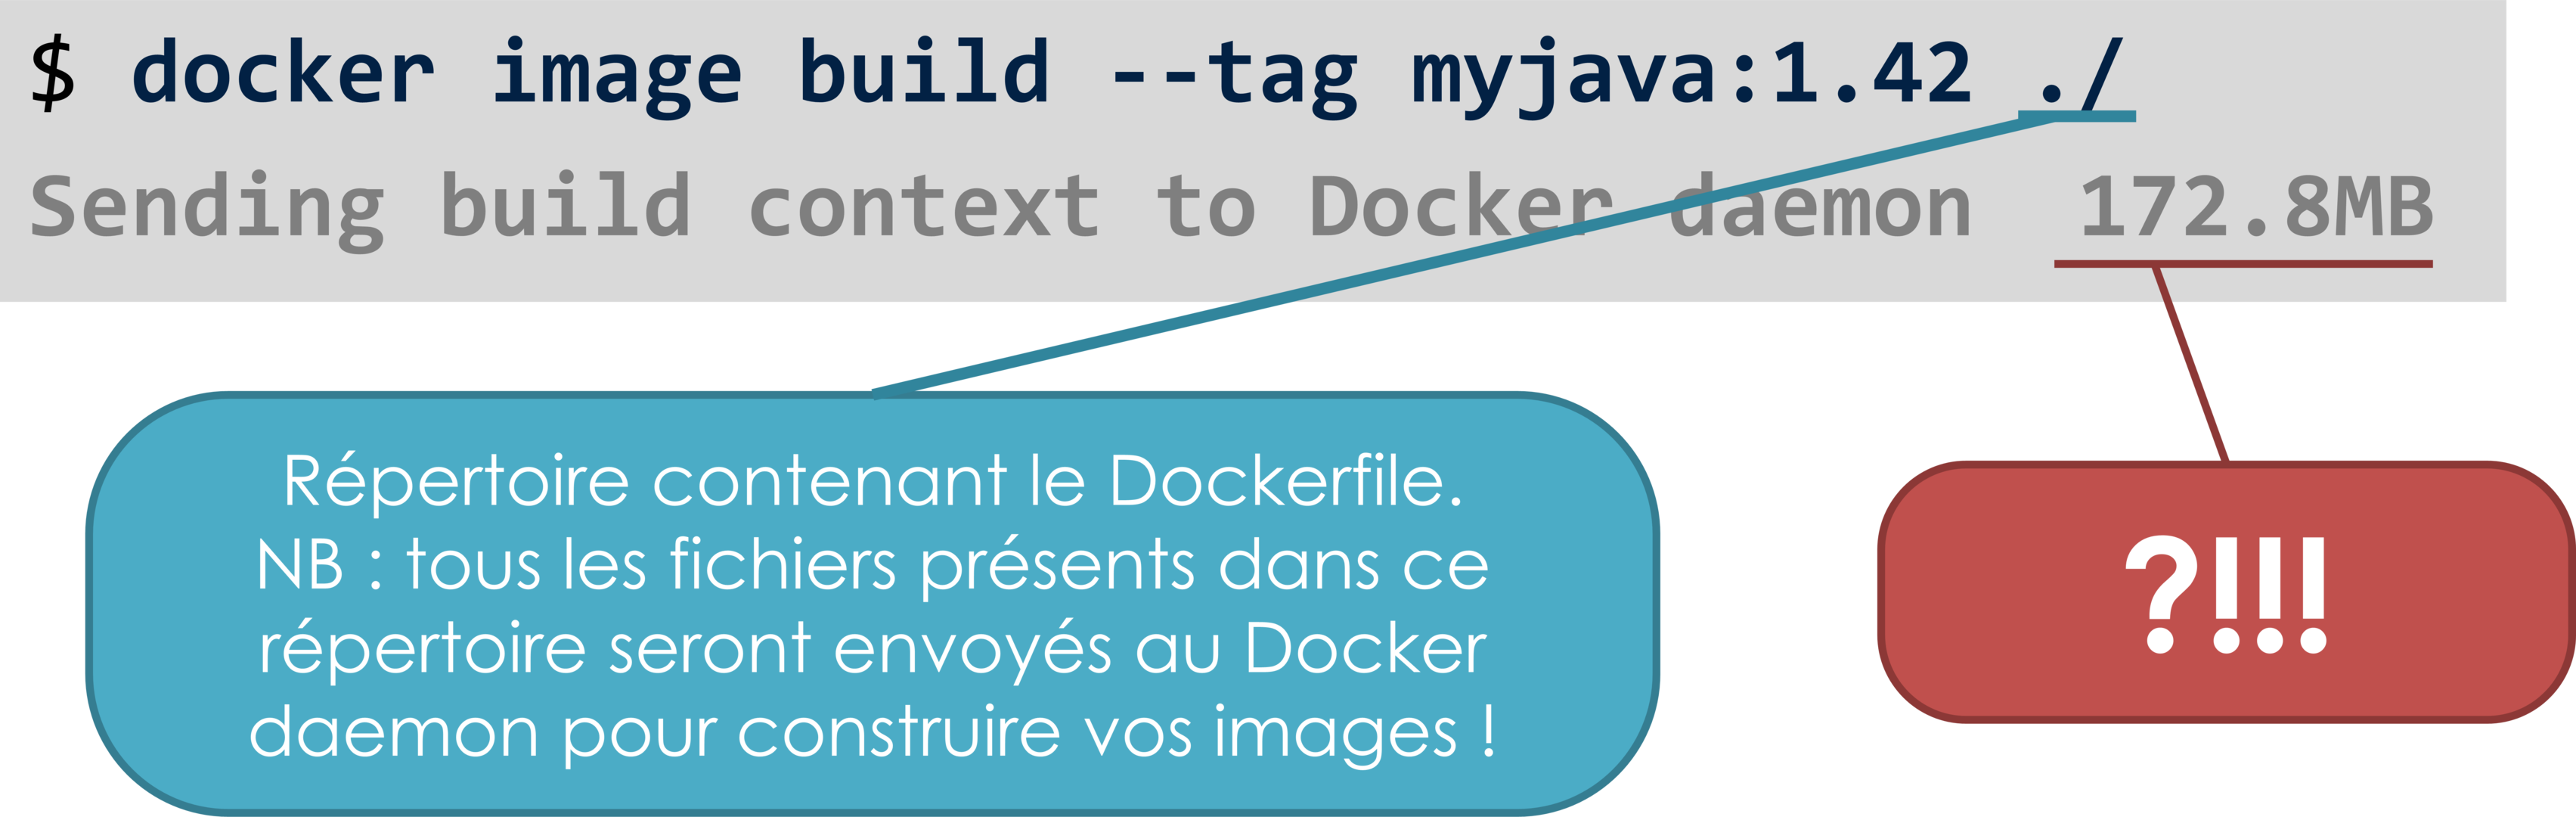 $ docker image build --tag myjava:1.42 ./
Sending build context to Docker daemon  172.8MB
Répertoire contenant le Dockerfile.
NB : tous les fichiers présents dans ce
répertoire seront envoyés au Docker
daemon pour construire vos images !
?!!!